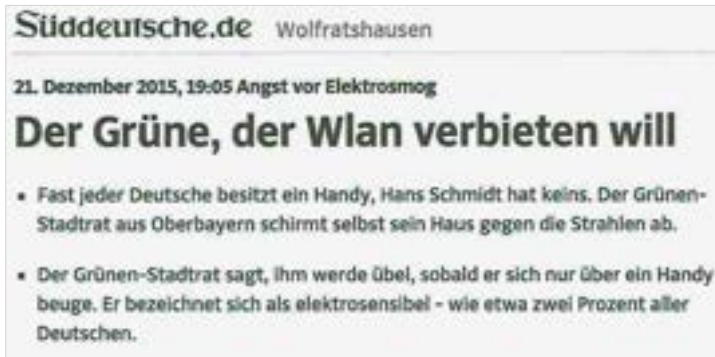 Süddeutsche.de Wolfratshausen
21. Dezember 2015, 19:05 Angst vor Elektrosmog
Der Grüne, der Wlan verbieten will
• Fast jeder Deutsche besitzt ein Handy, Hans Schmidt hat keins. Der Grünen-
Stadtrat aus Oberbayern schirmt selbst sein Haus gegen die Strahlen ab.
• Der Grünen-Stadtrat sagt, ihm werde übel, sobald er sich nur über ein Handy
beuge. Er bezeichnet sich als elektrosensibel - wie etwa zwei Prozent aller
Deutschen.